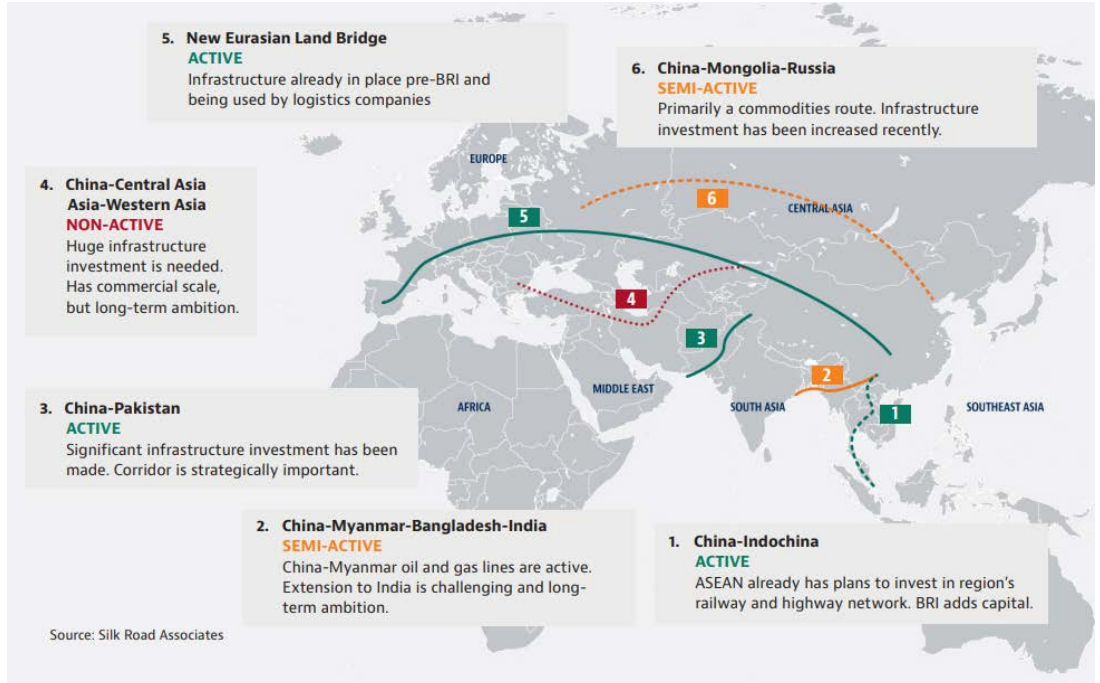 5. New Eurasian Land Bridge
ACTIVE
Infrastructure already in place pre-BRI and
being used by logistics companies
6. China-Mongolia-Russia
SEMI-ACTIVE
Primarily a commodities route. Infrastructure
investment has been increased recently.
EUROPE
4. China-Central Asia
Asia-Western Asia
NON-ACTIVE
Huge infrastructure
investment is needed.
Has commercial scale,
but long-term ambition.
6
CENTRAL ASIA
5
4
3
MIDDLE EAST
2
AFRICA
SOUTH ASIA
1
SOUTHEAST ASIA
3. China-Pakistan
ACTIVE
Significant infrastructure investment has been
made. Corridor is strategically important.
2. China-Myanmar-Bangladesh-India
SEMI-ACTIVE
China-Myanmar oil and gas lines are active.
Extension to India is challenging and long-
term ambition.
1. China-Indochina
ACTIVE
ASEAN already has plans to invest in region's
railway and highway network. BRI adds capital.
Source: Silk Road Associates